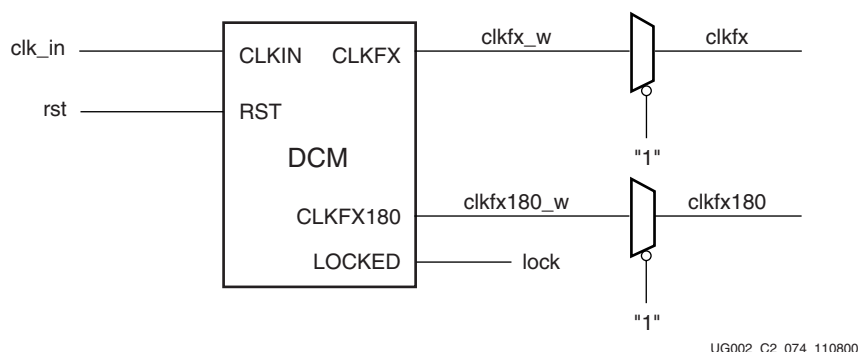 clk_in
CLKIN
CLKFX
clkfx_w
clkfx
rst
RST
"1"
DCM
CLKFX180
clkfx180_w
clkfx180
LOCKED
lock
"1"
UG002_C2_074_110800